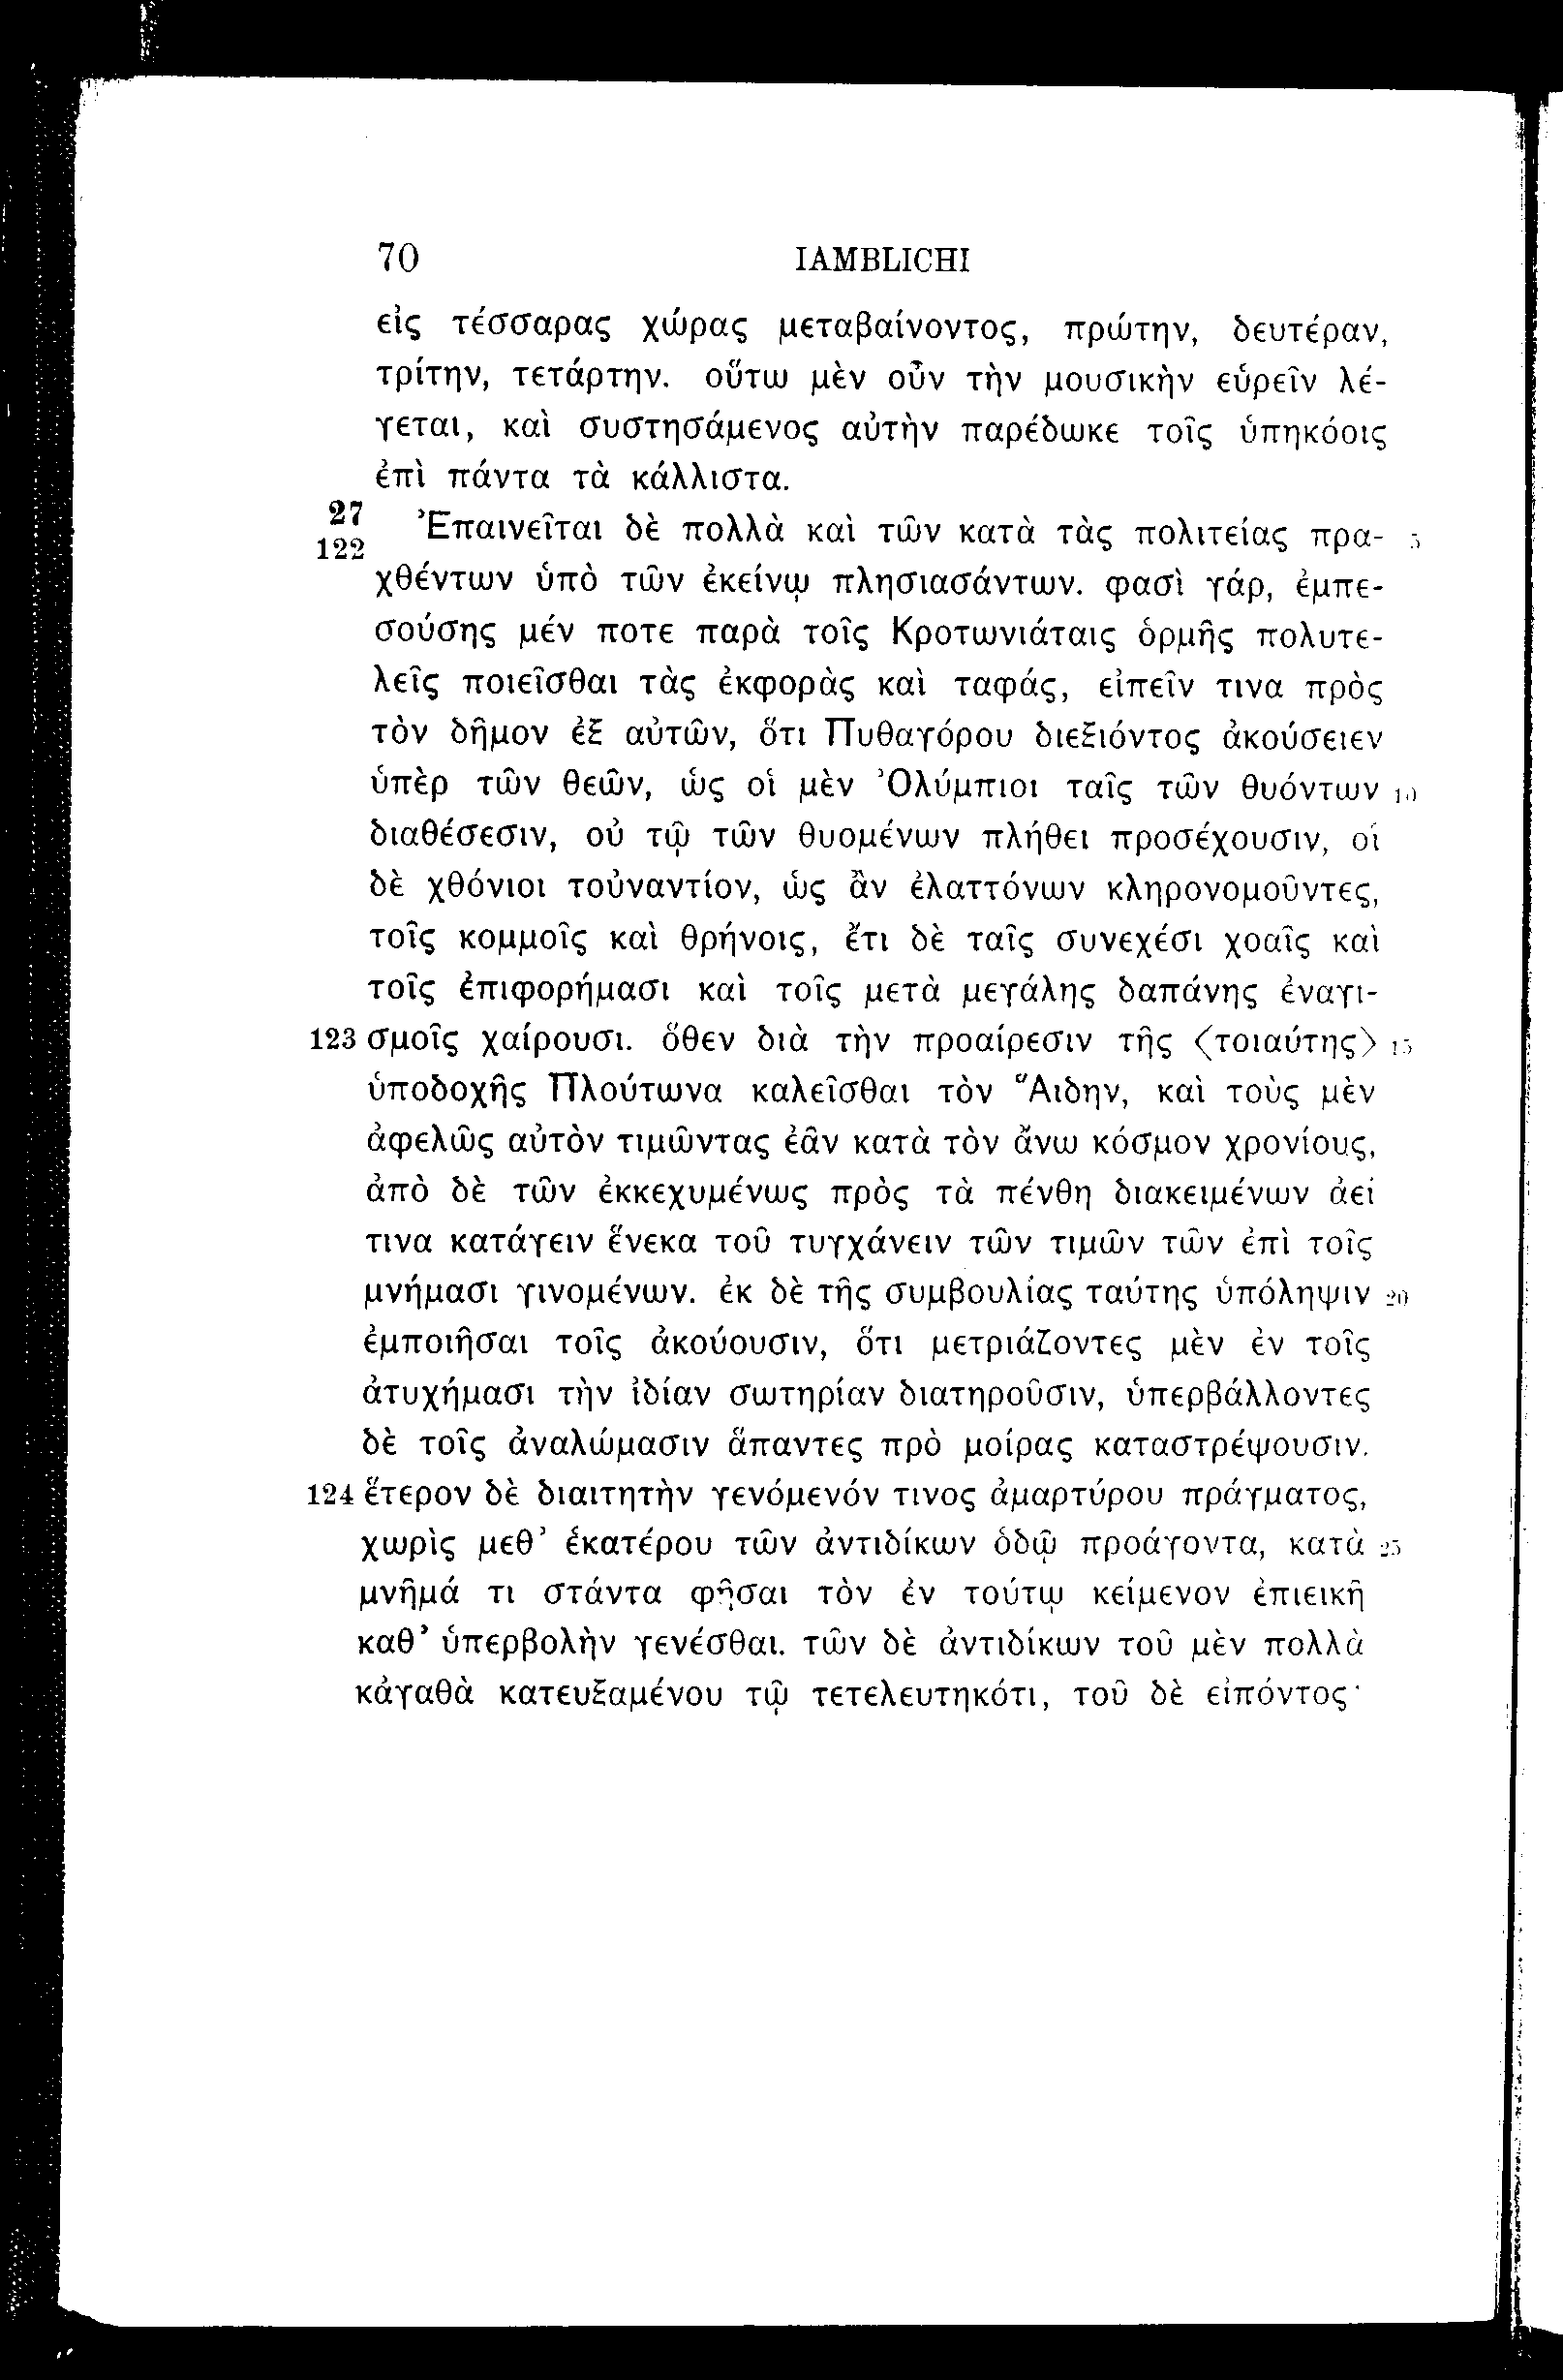 70 IAMBLICHI
εἰς τέσσαρας χώρας μεταβαίνοντος, πρώτην, δευτέραν,
τρίτην, τετάρτην. οὕτω μὲν οὖν τὴν μουσικὴν εὑρεῖν λέ-
γεται, καὶ συστησάμενος αὐτὴν παρέδωκε τοῖς ὑπηκόοις
ἐπὶ πάντα τὰ κάλλιστα.
27
122 Ἐπαινεῖται δὲ πολλὰ καὶ τῶν κατὰ τὰς πολιτείας πρα- 5
χθέντων ὑπὸ τῶν ἐκείνῳ πλησιασάντων. φασὶ γάρ, ἐμπε-
σούσης μέν ποτε παρὰ τοῖς Κροτωνιάταις ὁρμῆς πολυτε-
λεῖς ποιεῖσθαι τὰς ἐκφορὰς καὶ ταφάς, εἰπεῖν τινα πρὸς
τὸν δῆμον ἐξ αὐτῶν, ὅτι Πυθαγόρου διεξιόντος ἀκούσειεν
ὑπὲρ τῶν θεῶν, ὡς οἱ μὲν Ὀλύμπιοι ταῖς τῶν θυόντων 10
διαθέσεσιν, οὐ τῷ τῶν θυομένων πλήθει προσέχουσιν, οἱ
δὲ χθόνιοι τοὐναντίον, ὡς ἂν ἐλαττόνων κληρονομοῦντες,
τοῖς κομμοῖς καὶ θρήνοις, ἔτι δὲ ταῖς συνεχέσι χοαῖς καὶ
τοῖς ἐπιφορήμασι καὶ τοῖς μετὰ μεγάλης δαπάνης ἐναγι-
123 σμοῖς χαίρουσι. ὅθεν διὰ τὴν προαίρεσιν τῆς ⟨τοιαύτης⟩ 15
ὑποδοχῆς Πλούτωνα καλεῖσθαι τὸν Ἅιδην, καὶ τοὺς μὲν
ἀφελῶς αὐτὸν τιμῶντας ἐᾶν κατὰ τὸν ἄνω κόσμον χρονίους,
ἀπὸ δὲ τῶν ἐκκεχυμένως πρὸς τὰ πένθη διακειμένων ἀεί
τινα κατάγειν ἕνεκα τοῦ τυγχάνειν τῶν τιμῶν τῶν ἐπὶ τοῖς
μνήμασι γινομένων. ἐκ δὲ τῆς συμβουλίας ταύτης ὑπόληψιν 20
ἐμποιῆσαι τοῖς ἀκούουσιν, ὅτι μετριάζοντες μὲν ἐν τοῖς
ἀτυχήμασι τὴν ἰδίαν σωτηρίαν διατηροῦσιν, ὑπερβάλλοντες
δὲ τοῖς ἀναλώμασιν ἅπαντες πρὸ μοίρας καταστρέψουσιν.
124 ἕτερον δὲ διαιτητὴν γενόμενόν τινος ἀμαρτύρου πράγματος,
χωρὶς μεθ’ ἑκατέρου τῶν ἀντιδίκων ὁδῷ προάγοντα, κατὰ 25
μνῆμά τι στάντα φῆσαι τὸν ἐν τούτῳ κείμενον ἐπιεικῆ
καθ’ ὑπερβολὴν γενέσθαι. τῶν δὲ ἀντιδίκων τοῦ μὲν πολλὰ
κἀγαθὰ κατευξαμένου τῷ τετελευτηκότι, τοῦ δὲ εἰπόντος·